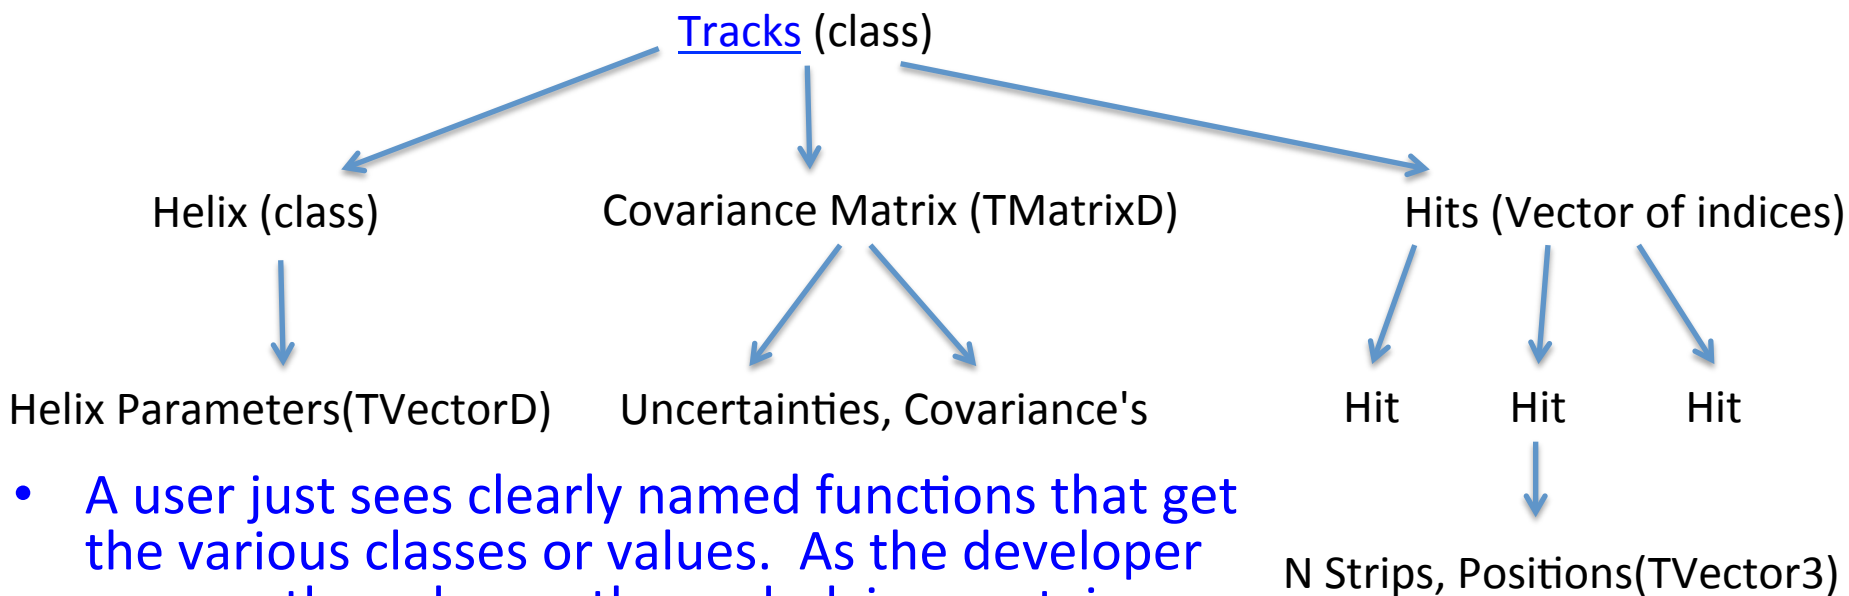 Tracks (class)
Helix (class)
Covariance Matrix (TMatrixD)
Hits (Vector of indices)
Helix Parameters(TVectorD)
Uncertainties, Covariance's
Hit
Hit
Hit
• A user just sees clearly named functions that get
the various classes or values.  As the developer
N Strips, Positions(TVector3)